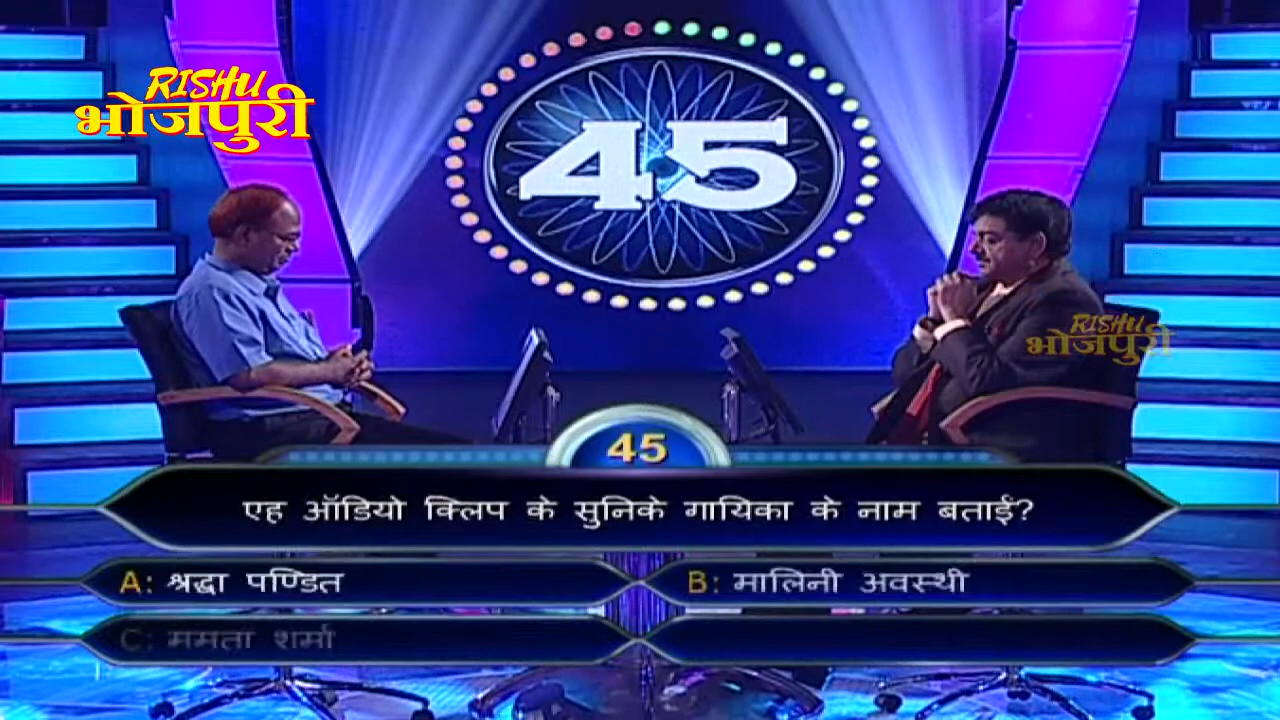 RISHU
भोजपुरी
45
RISHU
भोजपुरी
45
एह ऑडियो क्लिप के सुनिके गायिका के नाम बताईं?
A: श्रद्धा पण्डित
B: मालिनी अवस्थी
C: ममता शर्मा